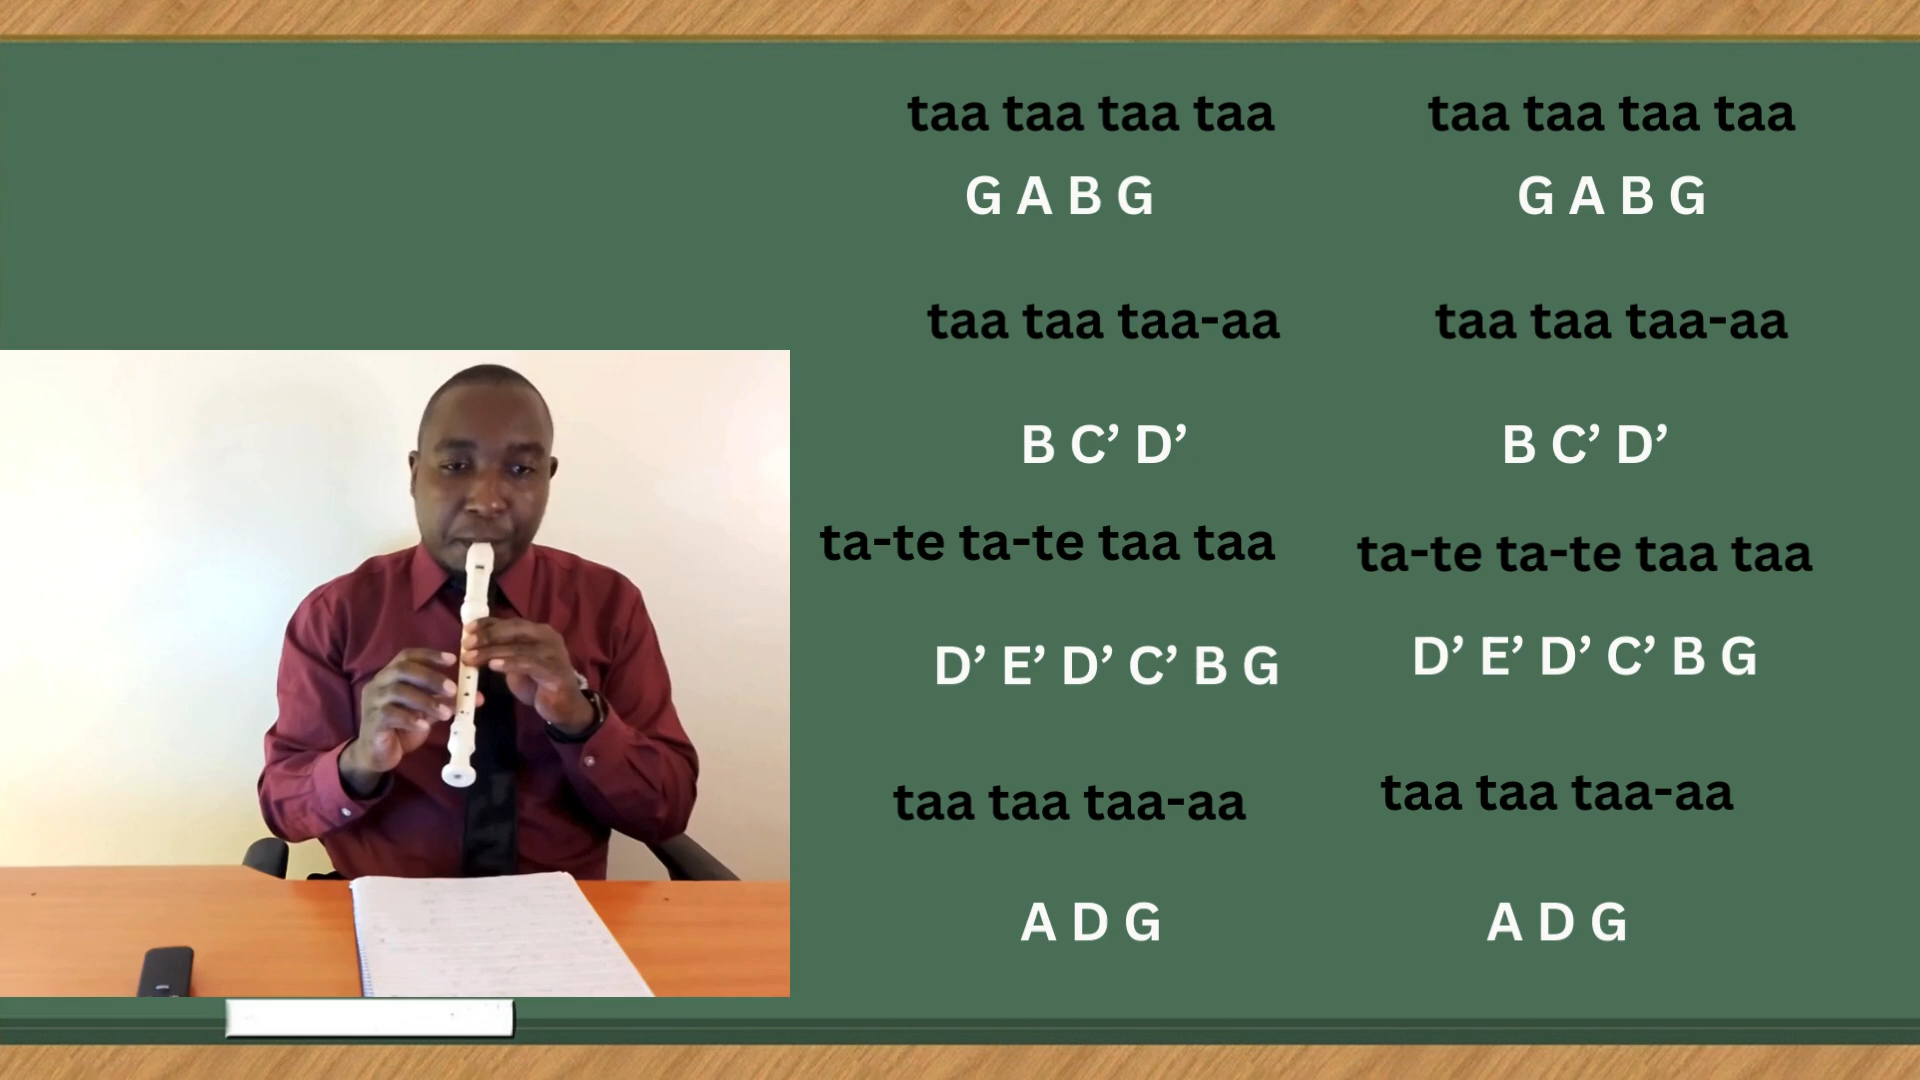 taa taa taa taa
G A B G
taa taa taa-aa
B C’ D’
ta-te ta-te taa taa
D’ E’ D’ C’ B G
taa taa taa-aa
A D G
taa taa taa taa
G A B G
taa taa taa-aa
B C’ D’
ta-te ta-te taa taa
D’ E’ D’ C’ B G
taa taa taa-aa
A D G